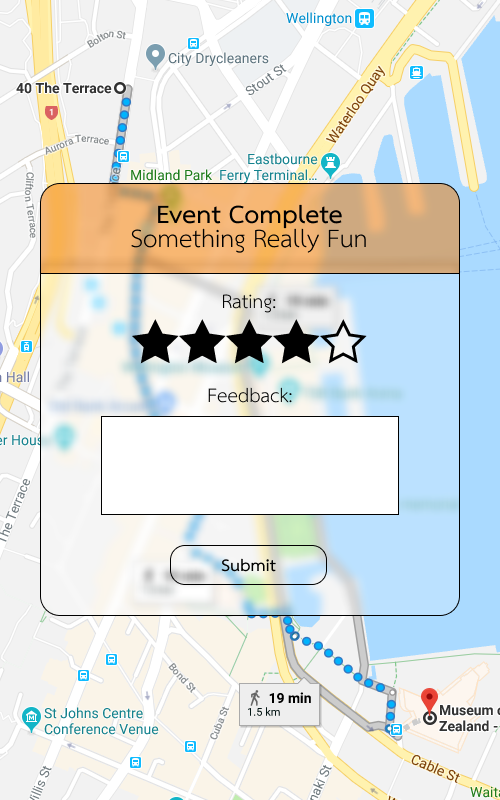 Wellington
Bolton St
City Drycleaners
Stout St
40 The Terrace
Waterloo Quay
1
Aurora Terrace
Eastbourne
Ferry Terminal...
Midland Park
Clifton Terrace
Event Complete
Something Really Fun
Rating:
Feedback:
Hall
er House
The Terrace
Submit
Bond St
19 min
1.5 km
Museum o
Zealand -
St Johns Centre
Conference Venue
Cuba St
Cable St
Willis St
naki St
Waita